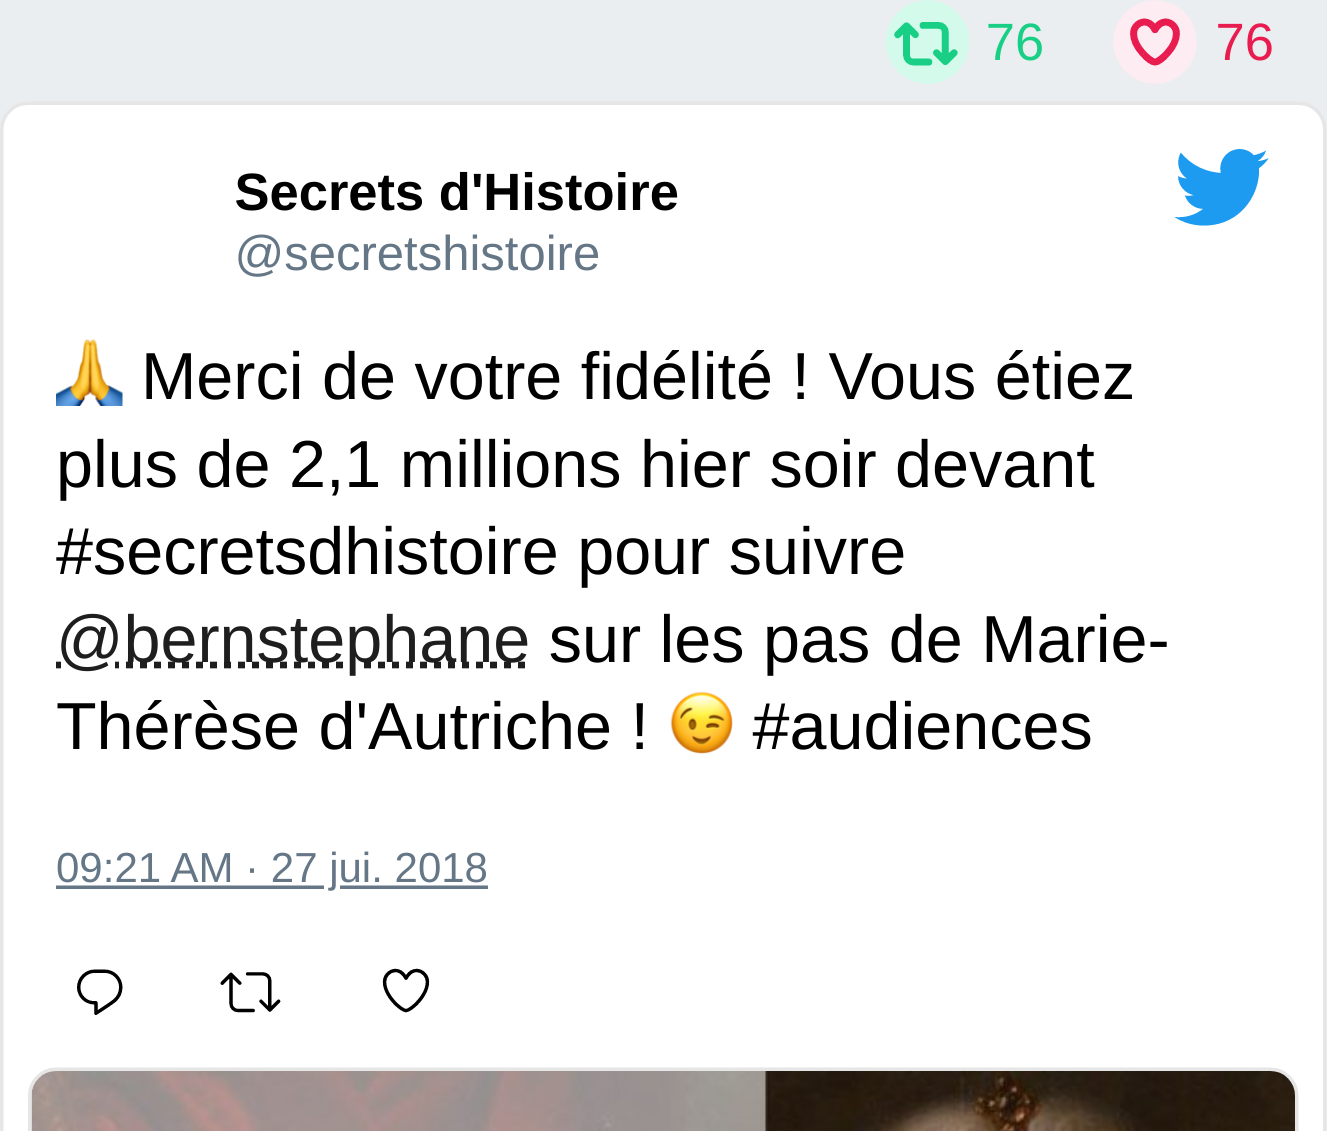 76 76
Secrets d'Histoire
@secretshistoire
🙏 Merci de votre fidélité ! Vous étiez
plus de 2,1 millions hier soir devant
#secretsdhistoire pour suivre
@bernstephane sur les pas de Marie-
Thérèse d'Autriche ! 😉 #audiences
09:21 AM · 27 jui. 2018